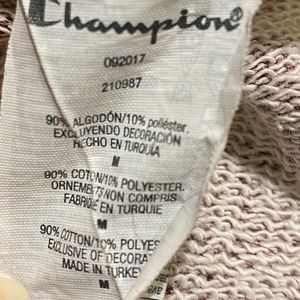 Champion®
092017
210987
90% ALGODÓN/10% poliéster.
EXCLUYENDO DECORACIÓN
HECHO EN TURQUÍA
M
90% COTON/10% POLYESTER.
ORNEMENTS NON COMPRIS
FABRIQUÉ EN TURQUIE
M
90% COTTON/10% POLYES
EXCLUSIVE OF DECORAT
MADE IN TURKEY
M